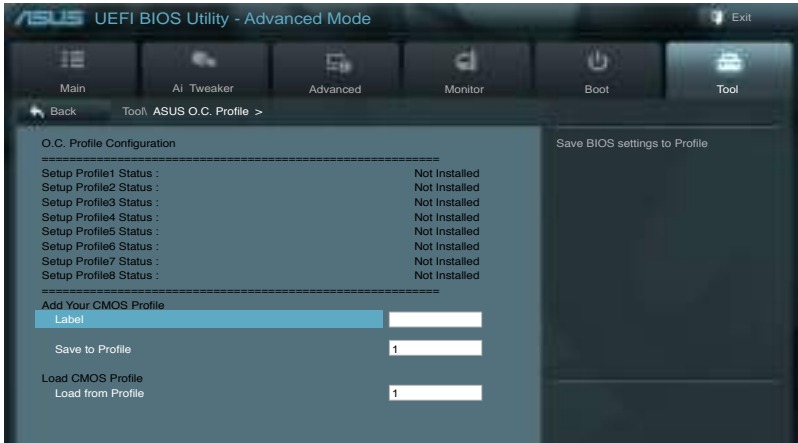 ASUS UEFI BIOS Utility - Advanced Mode
Exit
Main Ai Tweaker Advanced Monitor Boot Tool
Back Tool\ ASUS O.C. Profile >
O.C. Profile Configuration
Save BIOS settings to Profile
==========================================================
Setup Profile1 Status : Not Installed
Setup Profile2 Status : Not Installed
Setup Profile3 Status : Not Installed
Setup Profile4 Status : Not Installed
Setup Profile5 Status : Not Installed
Setup Profile6 Status : Not Installed
Setup Profile7 Status : Not Installed
Setup Profile8 Status : Not Installed
==========================================================
Add Your CMOS Profile
Label
Save to Profile 1
Load CMOS Profile
Load from Profile 1